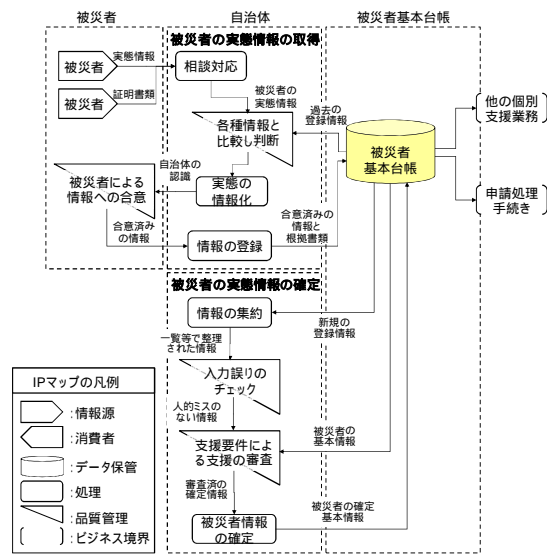 被災者
自治体
被災者基本台帳
被災者の実態情報の取得
被災者
実態情報
相談対応
被災者
証明書類
被災者の
実態情報
各種情報と
比較し判断
過去の
登録情報
被災者
基本台帳
他の個別
支援業務
申請処理
手続き
自治体の
認識
被災者による
情報への合意
実態の
情報化
合意済み
の情報
情報の登録
合意済みの
情報と
根拠書類
被災者の実態情報の確定
情報の集約
新規の
登録情報
一覧等で整理
された情報
入力誤りの
チェック
人的ミスの
ない情報
被災者の
基本情報
支援要件によ
る支援の審査
審査済の
確定情報
被災者情報
の確定
被災者の確定
基本情報
IPマップの凡例
:情報源
:消費者
:データ保管
:処理
:品質管理
:ビジネス境界